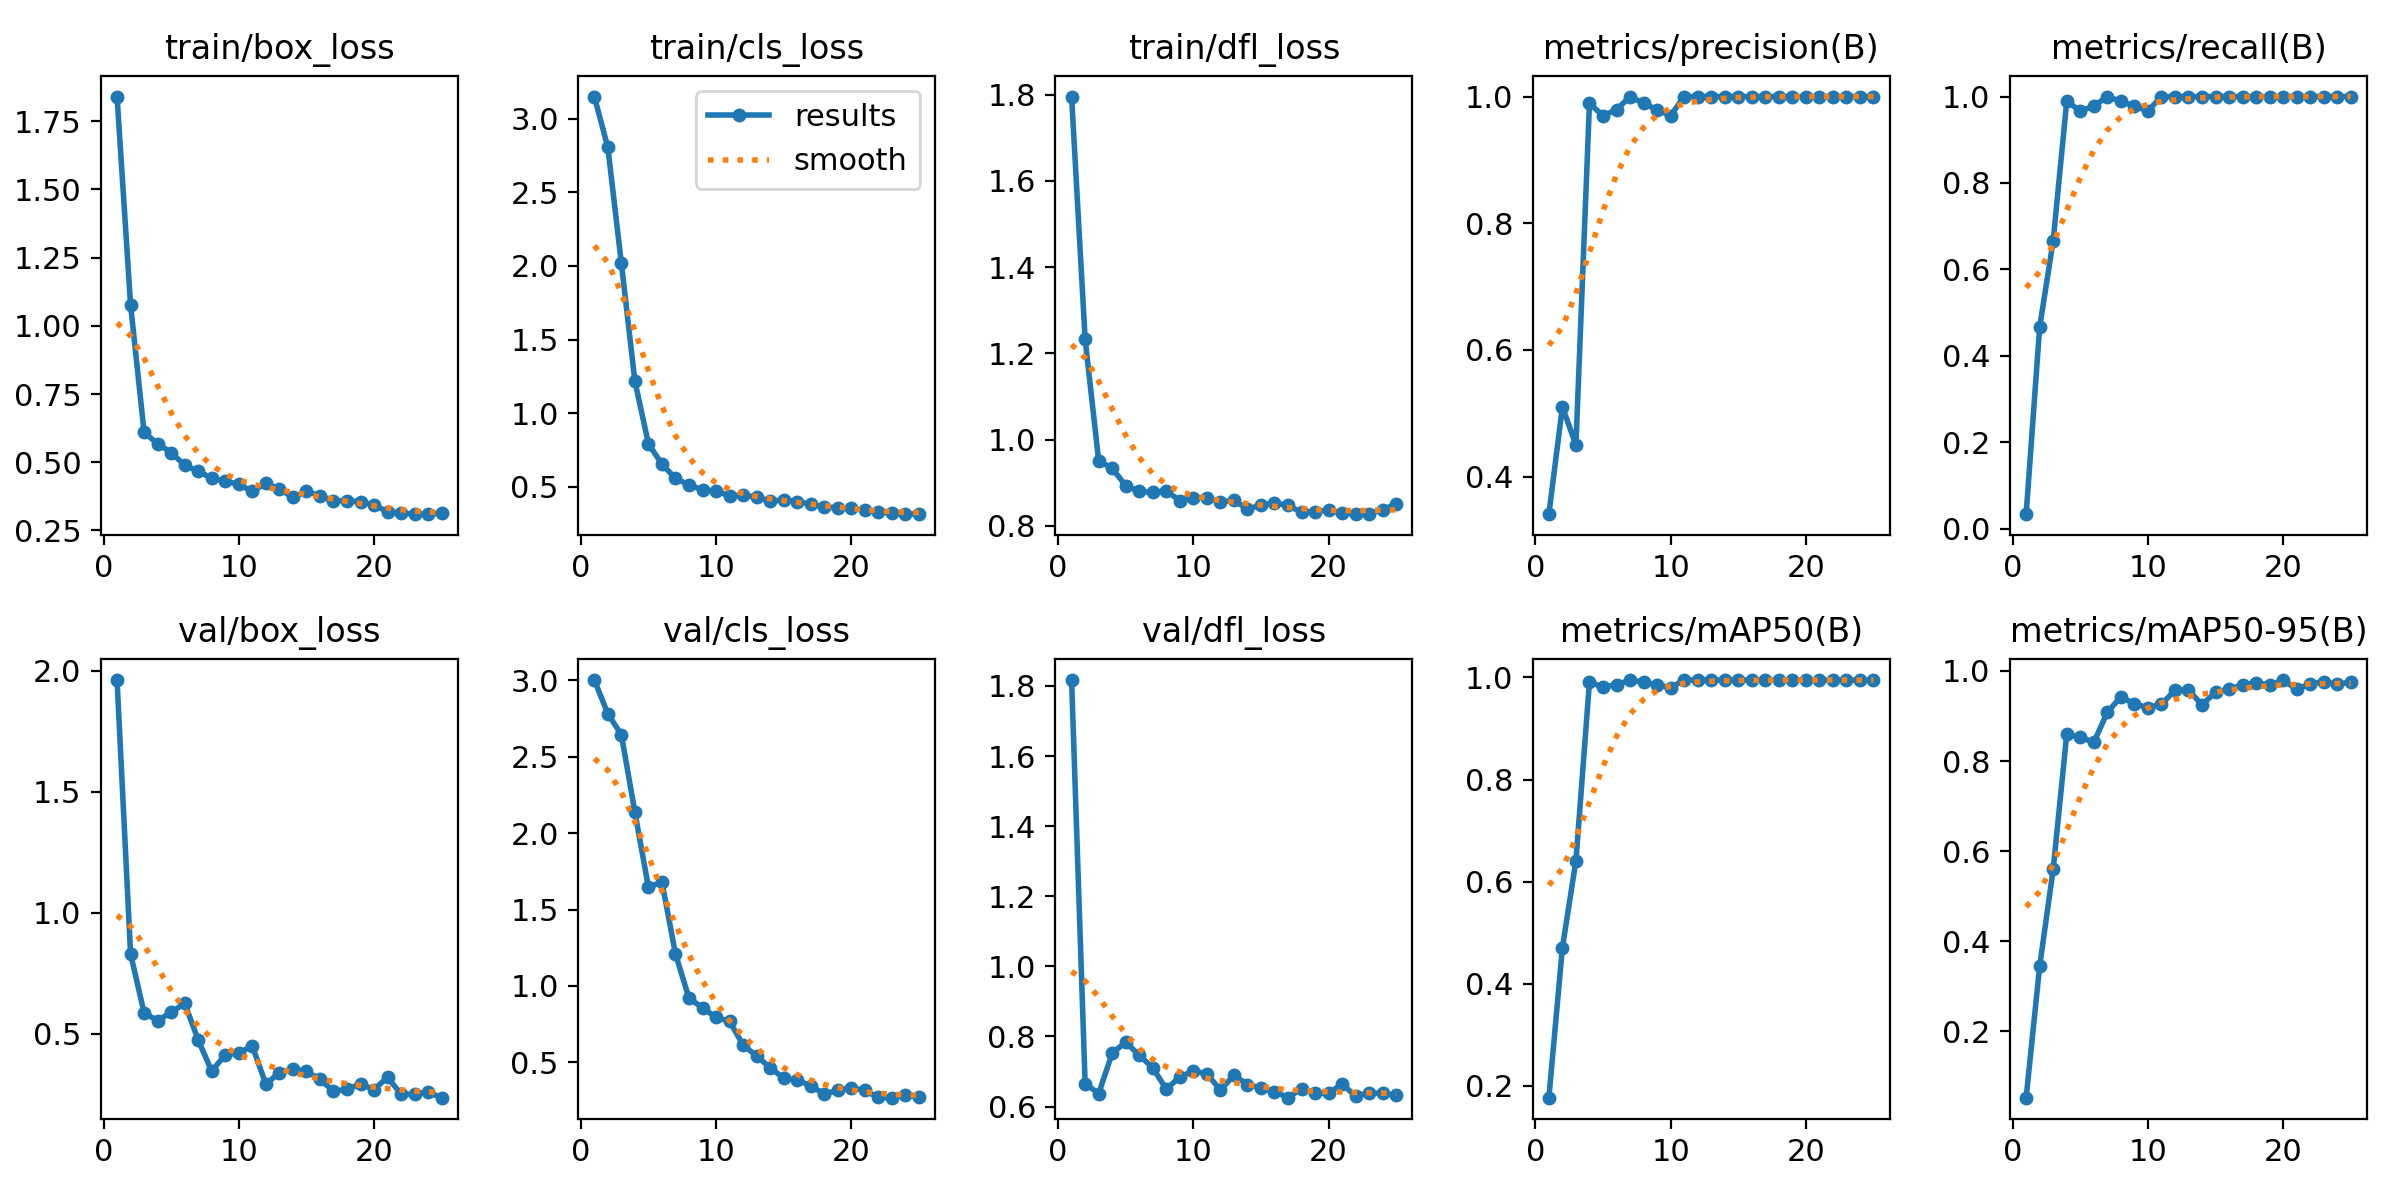 train/box_loss
1.75
1.50
1.25
1.00
0.75
0.50
0.25
0 10 20
train/cls_loss
results
smooth
3.0
2.5
2.0
1.5
1.0
0.5
0 10 20
train/dfl_loss
1.8
1.6
1.4
1.2
1.0
0.8
0 10 20
metrics/precision(B)
1.0
0.8
0.6
0.4
0 10 20
metrics/recall(B)
1.0
0.8
0.6
0.4
0.2
0.0
0 10 20
val/box_loss
2.0
1.5
1.0
0.5
0 10 20
val/cls_loss
3.0
2.5
2.0
1.5
1.0
0.5
0 10 20
val/dfl_loss
1.8
1.6
1.4
1.2
1.0
0.8
0.6
0 10 20
metrics/mAP50(B)
1.0
0.8
0.6
0.4
0.2
0 10 20
metrics/mAP50-95(B)
1.0
0.8
0.6
0.4
0.2
0 10 20